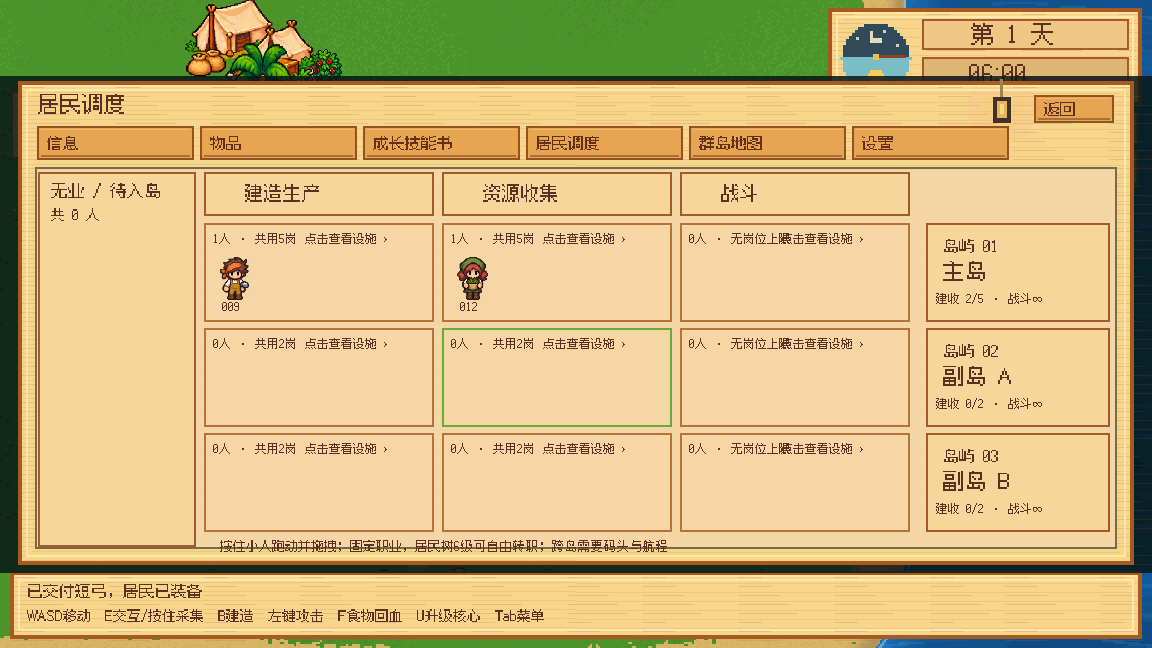 第 1 天
06:00
居民调度
返回
信息
物品
成长技能书
居民调度
群岛地图
设置
无业 / 待入岛
共 0 人
建造生产
资源收集
战斗
1人 · 共用5岗 点击查看设施 ›
1人 · 共用5岗 点击查看设施 ›
0人 · 无岗位上限 点击查看设施 ›
009
012
岛屿 01
主岛
建收 2/5 · 战斗∞
0人 · 共用2岗 点击查看设施 ›
0人 · 共用2岗 点击查看设施 ›
0人 · 无岗位上限 点击查看设施 ›
岛屿 02
副岛 A
建收 0/2 · 战斗∞
0人 · 共用2岗 点击查看设施 ›
0人 · 共用2岗 点击查看设施 ›
0人 · 无岗位上限 点击查看设施 ›
岛屿 03
副岛 B
建收 0/2 · 战斗∞
按住小人跑动并拖拽；固定职业，居民树6级可自由转职；跨岛需要码头与航程
已交付短弓，居民已装备
WASD移动 E交互/按住采集 B建造 左键攻击 F食物回血 U升级核心 Tab菜单